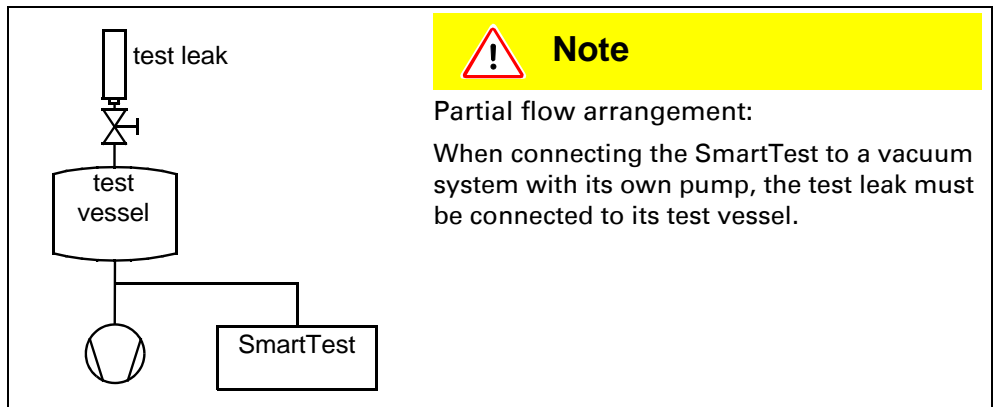 test leak
test
vessel
SmartTest
Note
Partial flow arrangement:
When connecting the SmartTest to a vacuum
system with its own pump, the test leak must
be connected to its test vessel.